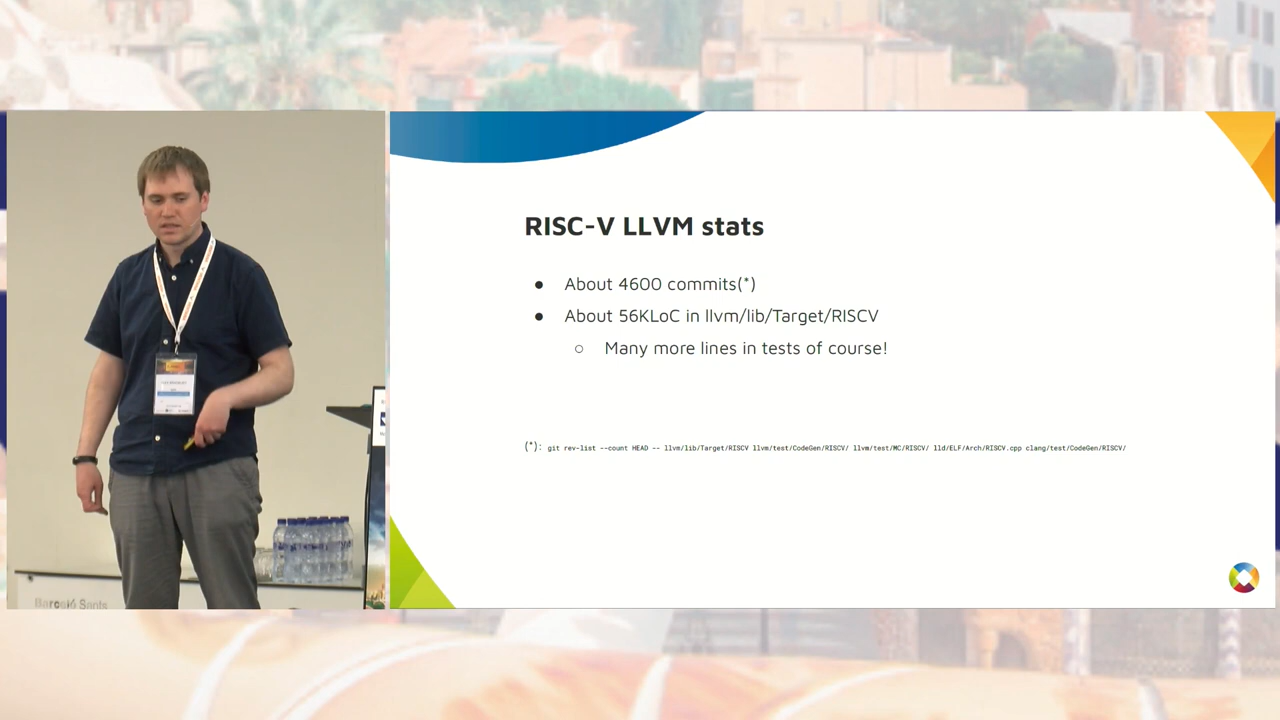 RISC-V LLVM stats
● About 4600 commits(*)
● About 56KLoC in llvm/lib/Target/RISCV
○ Many more lines in tests of course!
(*): git rev-list --count HEAD -- llvm/lib/Target/RISCV llvm/test/CodeGen/RISCV/ llvm/test/MC/RISCV/ lld/ELF/Arch/RISCV.cpp clang/test/CodeGen/RISCV/
Barceló Sants